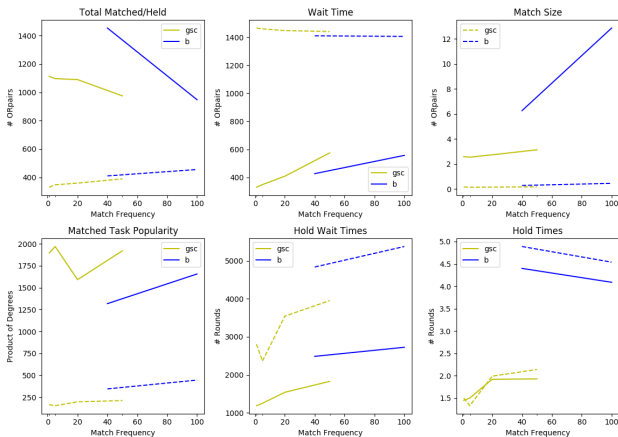 Total Matched/Held
# ORpairs
1400
1200
1000
800
600
400
0 20 40 60 80 100
Match Frequency
gsc
b
Wait Time
# ORpairs
1400
1200
1000
800
600
400
0 20 40 60 80 100
Match Frequency
gsc
b
Match Size
# ORpairs
12
10
8
6
4
2
0
0 20 40 60 80 100
Match Frequency
gsc
b
Matched Task Popularity
Product of Degrees
2000
1750
1500
1250
1000
750
500
250
0 20 40 60 80 100
Match Frequency
gsc
b
Hold Wait Times
# Rounds
5000
4000
3000
2000
1000
0 20 40 60 80 100
Match Frequency
gsc
b
Hold Times
# Rounds
5.0
4.5
4.0
3.5
3.0
2.5
2.0
1.5
0 20 40 60 80 100
Match Frequency
gsc
b